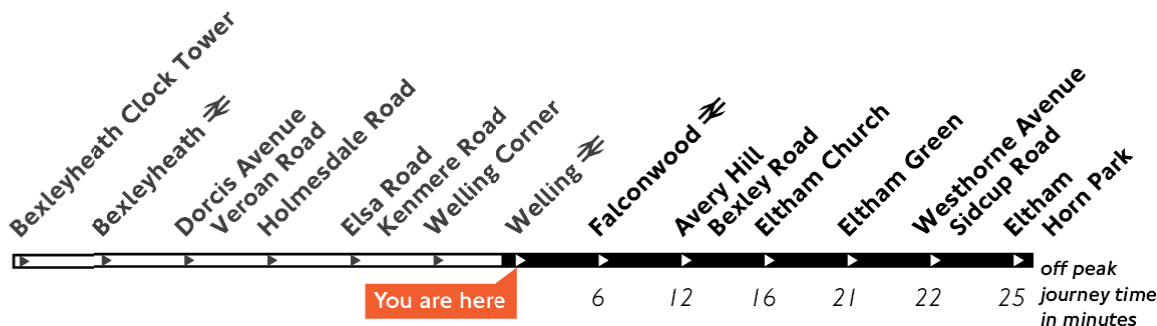 Bexleyheath Clock Tower
Bexleyheath
Dorcis Avenue
Veroan Road
Holmesdale Road
Elsa Road
Kenmere Road
Welling Corner
Welling
Falconwood
Avery Hill
Bexley Road
Eltham Church
Eltham Green
Westhorne Avenue
Sidcup Road
Eltham
Horn Park
You are here
6 12 16 21 22 25
off peak
journey time
in minutes